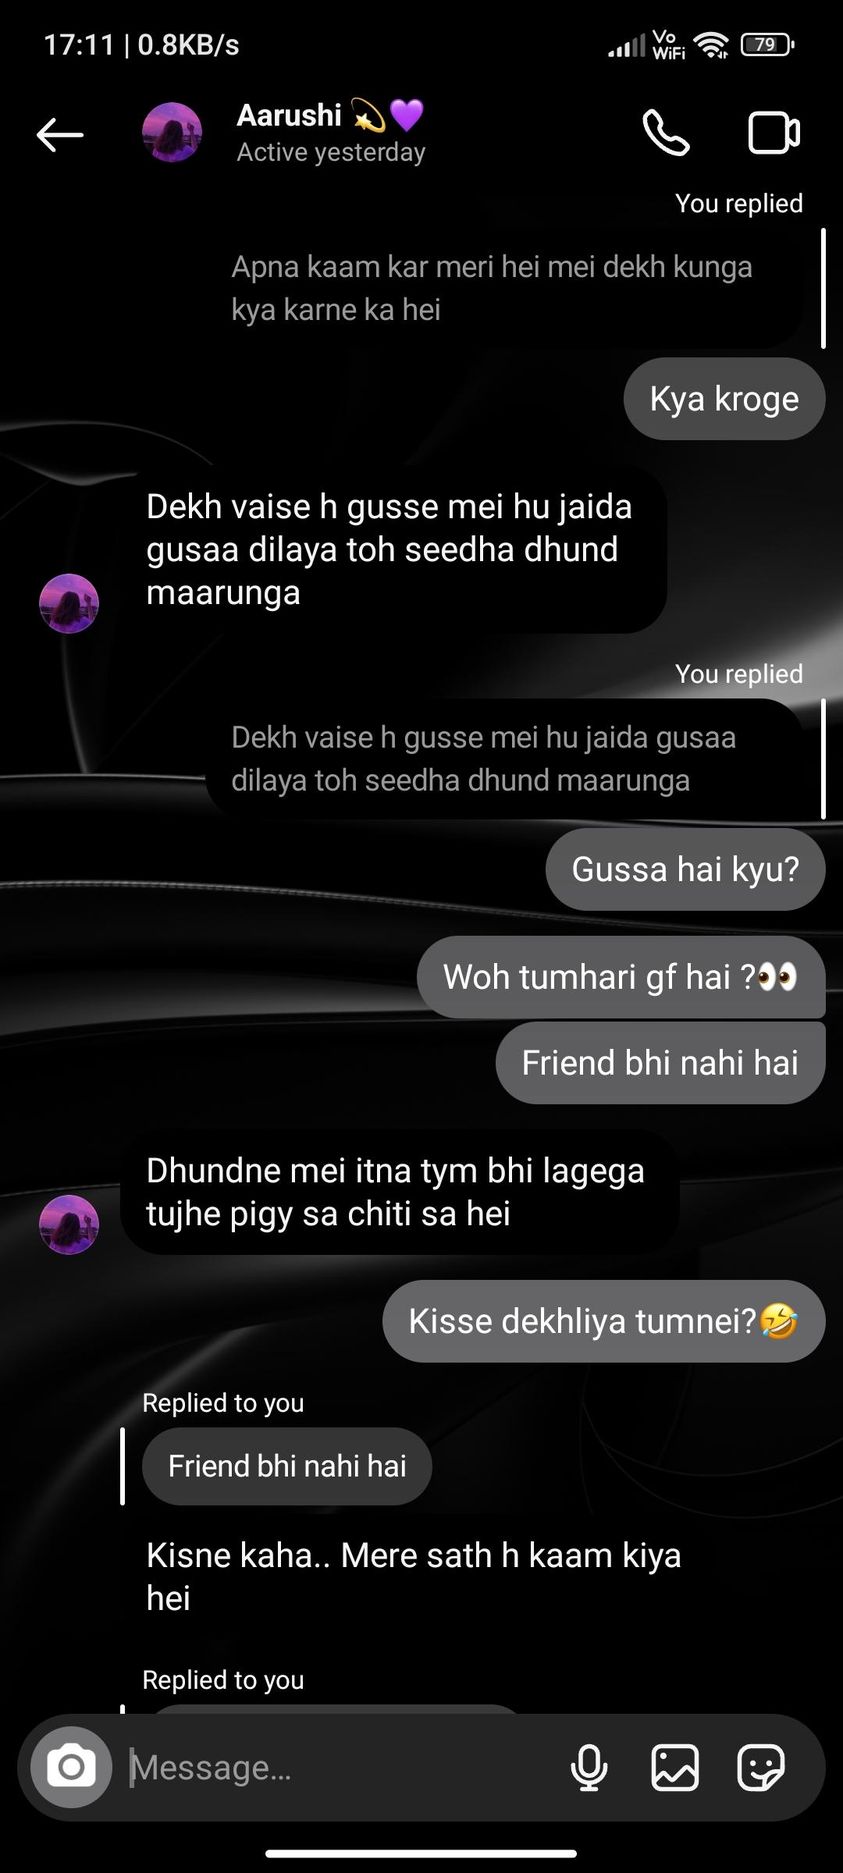 17:11 | 0.8KB/s
Vo
WiFi
79
Aarushi 💫💜
Active yesterday
You replied
Apna kaam kar meri hei mei dekh kunga
kya karne ka hei
Kya kroge
Dekh vaise h gusse mei hu jaida
gusaa dilaya toh seedha dhund
maarunga
You replied
Dekh vaise h gusse mei hu jaida gusaa
dilaya toh seedha dhund maarunga
Gussa hai kyu?
Woh tumhari gf hai ?👀
Friend bhi nahi hai
Dhundne mei itna tym bhi lagega
tujhe pigy sa chiti sa hei
Kisse dekhliya tumnei?🤣
Replied to you
Friend bhi nahi hai
Kisne kaha.. Mere sath h kaam kiya
hei
Replied to you
Message...